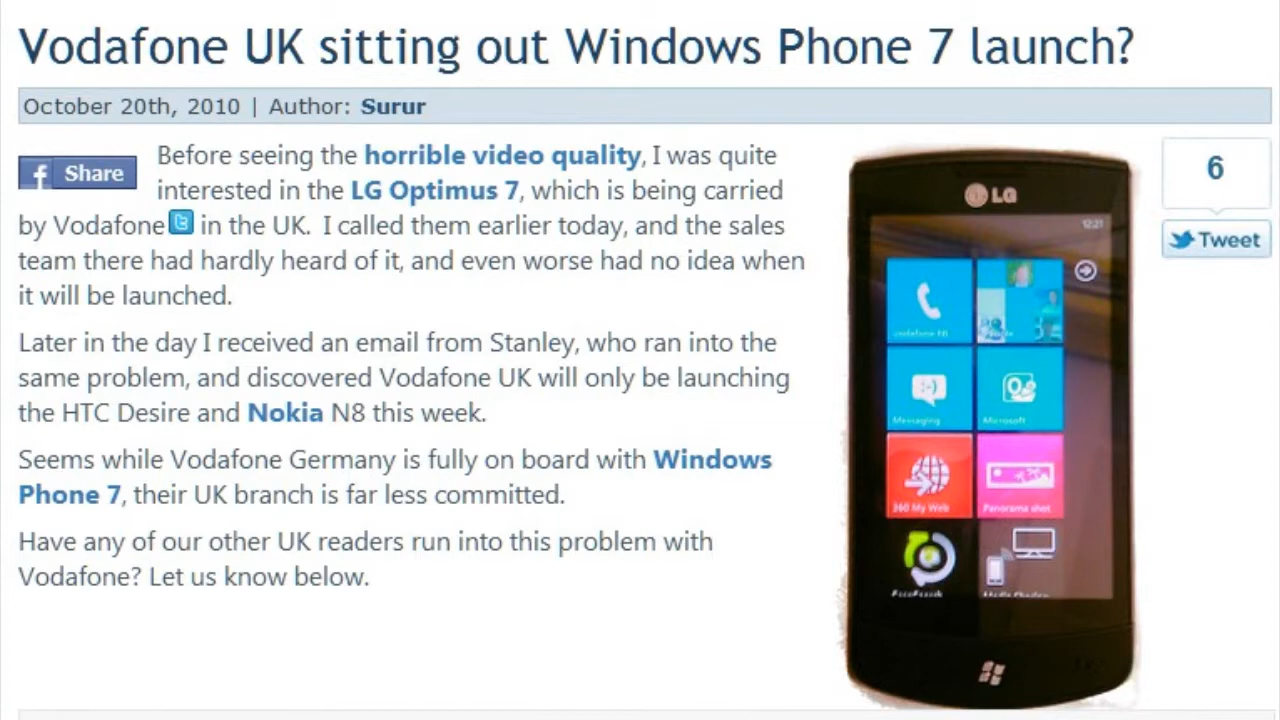 Vodafone UK sitting out Windows Phone 7 launch?
October 20th, 2010 | Author: Surur
Share
Before seeing the horrible video quality, I was quite
interested in the LG Optimus 7, which is being carried
by Vodafone in the UK. I called them earlier today, and the sales
team there had hardly heard of it, and even worse had no idea when
it will be launched.
Later in the day I received an email from Stanley, who ran into the
same problem, and discovered Vodafone UK will only be launching
the HTC Desire and Nokia N8 this week.
Seems while Vodafone Germany is fully on board with Windows
Phone 7, their UK branch is far less committed.
Have any of our other UK readers run into this problem with
Vodafone? Let us know below.
LG
12:21
vodafone NL
Messaging
Microsoft
360 My Web
Panorama shot
6
Tweet